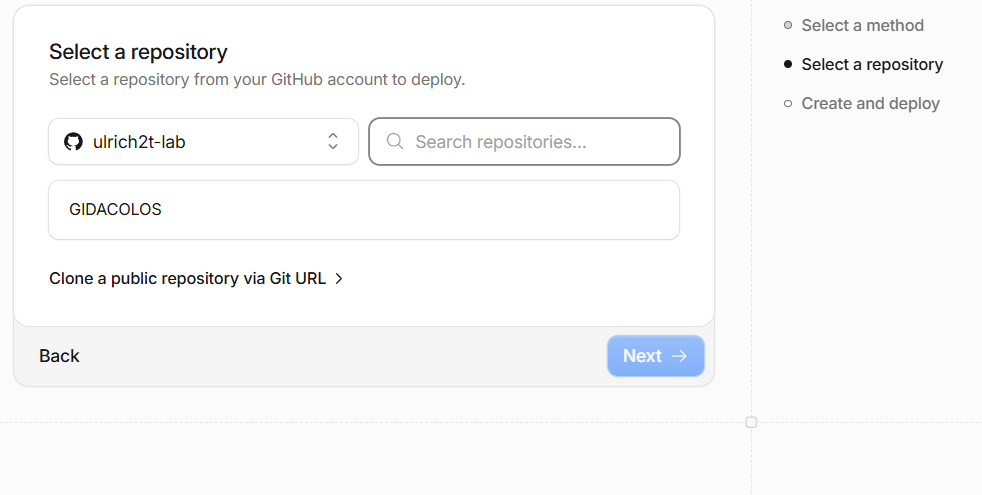 Select a repository
Select a repository from your GitHub account to deploy.
ulrich2t-lab
Search repositories...
GIDACOLOS
Clone a public repository via Git URL
Back
Next
Select a method
Select a repository
Create and deploy